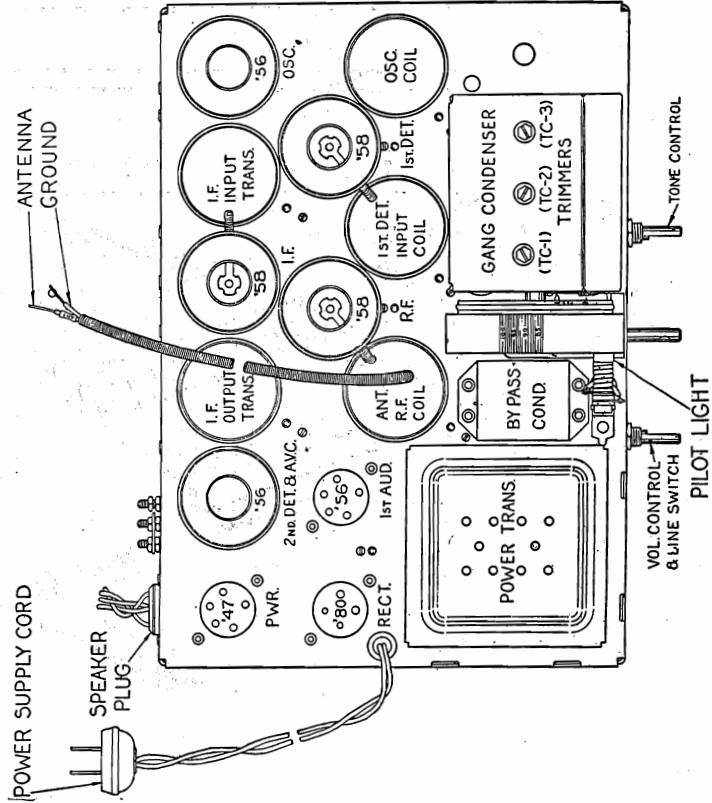 POWER SUPPLY CORD
SPEAKER
PLUG
ANTENNA
GROUND
'47
PWR.
'80
RECT.
'56
2ND. DET. & A.V.C.
'56
1ST AUD.
I.F.
OUTPUT
TRANS.
'58
I.F.
I.F.
INPUT
TRANS.
'56
OSC.
ANT.
R.F.
COIL
'58
R.F.
1ST. DET.
INPUT
COIL
'58
1ST. DET.
OSC.
COIL
POWER TRANS.
BY PASS-
COND.
GANG CONDENSER
(TC-1) (TC-2) (TC-3)
TRIMMERS
VOL. CONTROL
& LINE SWITCH
PILOT LIGHT
TONE CONTROL